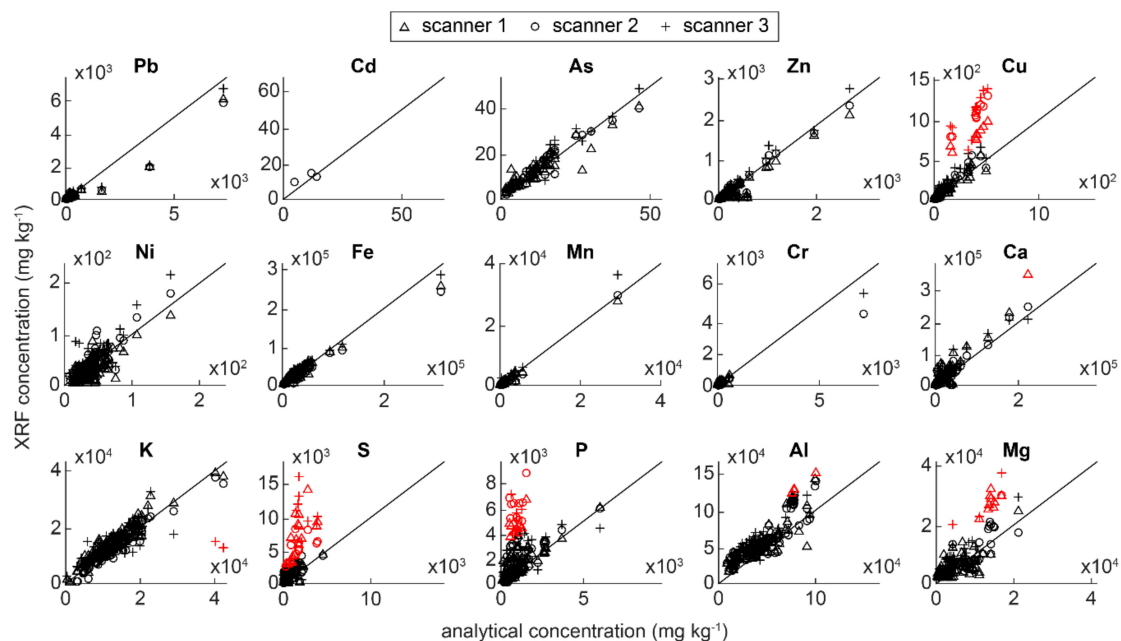 △ scanner 1 ○ scanner 2 + scanner 3
Pb Cd As Zn Cu
x10³ x10³ x10²
6 60 40 3 15
4 40 2 10
2 20 20 1 5
0 0 0 0 0
x10³ x10³ x10²
0 5 0 50 0 50 0 2 0 10
Ni Fe Mn Cr Ca
x10² x10⁵ x10⁴ x10³ x10⁵
2 3 4 6 4
2 4
1 2 2
1 2
0 0 0 0 0
x10² x10⁵ x10⁴ x10³ x10⁵
0 1 2 0 1 2 3 0 2 4 0 5 0 2
K S P Al Mg
x10⁴ x10³ x10³ x10⁴ x10⁴
4 15 8 15 4
10 6 10
2 4 2
5 2 5
0 0 0 0 0
x10⁴ x10³ x10³ x10⁴ x10⁴
0 2 4 0 10 0 5 0 10 0 2 4
XRF concentration (mg kg⁻¹)
analytical concentration (mg kg⁻¹)